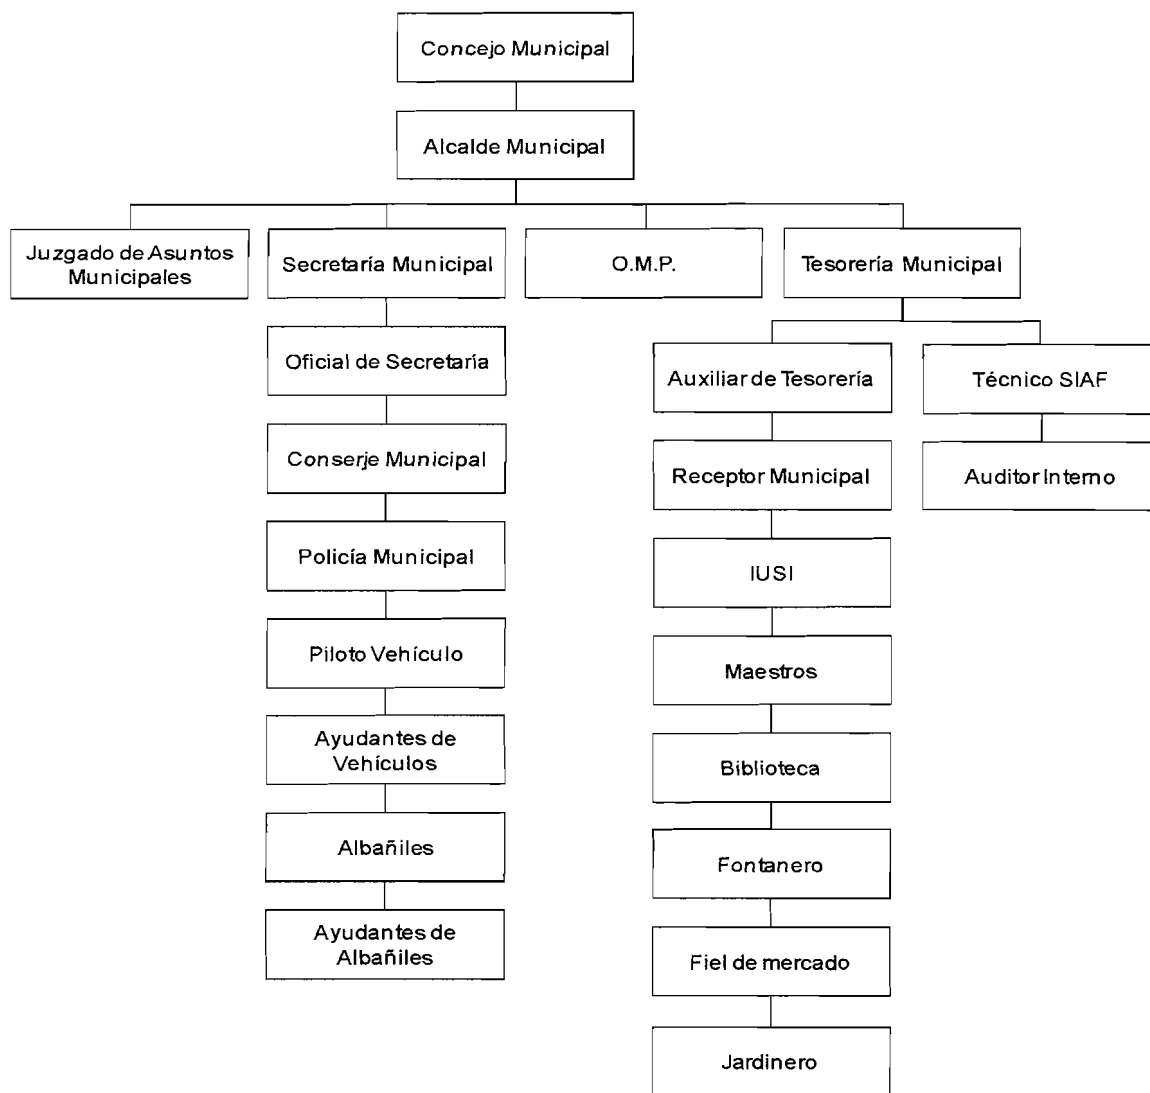 Concejo Municipal
Alcalde Municipal
Juzgado de Asuntos
Municipales
Secretaría Municipal
O.M.P.
Tesorería Municipal
Oficial de Secretaría
Conserje Municipal
Policía Municipal
Piloto Vehículo
Ayudantes de
Vehículos
Albañiles
Ayudantes de
Albañiles
Auxiliar de Tesorería
Receptor Municipal
IUSI
Maestros
Biblioteca
Fontanero
Fiel de mercado
Jardinero
Técnico SIAF
Auditor Interno